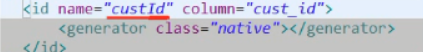 <id name="custId" column="cust_id">
<generator class="native"></generator>
</id>